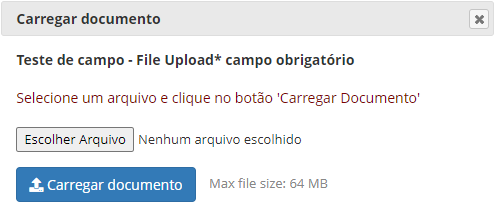 Carregar documento
Teste de campo - File Upload* campo obrigatório
Selecione um arquivo e clique no botão 'Carregar Documento'
Escolher Arquivo Nenhum arquivo escolhido
Carregar documento Max file size: 64 MB